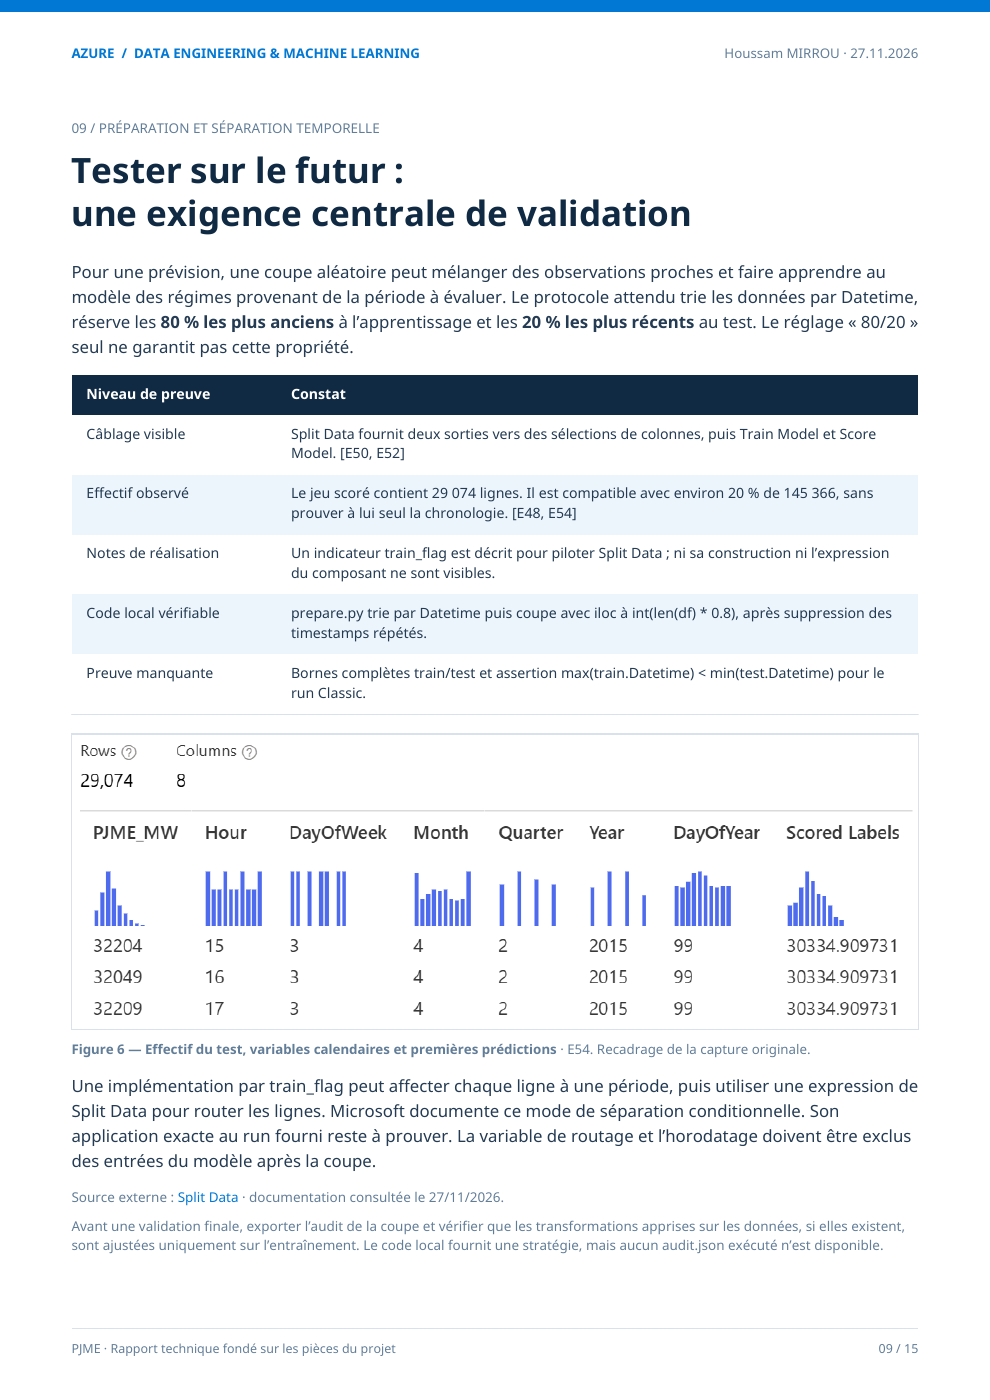 AZURE / DATA ENGINEERING & MACHINE LEARNING
Houssam MIRROU · 27.11.2026
09 / PRÉPARATION ET SÉPARATION TEMPORELLE
Tester sur le futur :
une exigence centrale de validation
Pour une prévision, une coupe aléatoire peut mélanger des observations proches et faire apprendre au
modèle des régimes provenant de la période à évaluer. Le protocole attendu trie les données par Datetime,
réserve les 80 % les plus anciens à l’apprentissage et les 20 % les plus récents au test. Le réglage « 80/20 »
seul ne garantit pas cette propriété.
Niveau de preuve Constat
Câblage visible Split Data fournit deux sorties vers des sélections de colonnes, puis Train Model et Score
Model. [E50, E52]
Effectif observé Le jeu scoré contient 29 074 lignes. Il est compatible avec environ 20 % de 145 366, sans
prouver à lui seul la chronologie. [E48, E54]
Notes de réalisation Un indicateur train_flag est décrit pour piloter Split Data ; ni sa construction ni l’expression
du composant ne sont visibles.
Code local vérifiable prepare.py trie par Datetime puis coupe avec iloc à int(len(df) * 0.8), après suppression des
timestamps répétés.
Preuve manquante Bornes complètes train/test et assertion max(train.Datetime) < min(test.Datetime) pour le
run Classic.
Rows ? Columns ?
29,074 8
PJME_MW Hour DayOfWeek Month Quarter Year DayOfYear Scored Labels
32204 15 3 4 2 2015 99 30334.909731
32049 16 3 4 2 2015 99 30334.909731
32209 17 3 4 2 2015 99 30334.909731
Figure 6 — Effectif du test, variables calendaires et premières prédictions · E54. Recadrage de la capture originale.
Une implémentation par train_flag peut affecter chaque ligne à une période, puis utiliser une expression de
Split Data pour router les lignes. Microsoft documente ce mode de séparation conditionnelle. Son
application exacte au run fourni reste à prouver. La variable de routage et l’horodatage doivent être exclus
des entrées du modèle après la coupe.
Source externe : Split Data · documentation consultée le 27/11/2026.
Avant une validation finale, exporter l’audit de la coupe et vérifier que les transformations apprises sur les données, si elles existent,
sont ajustées uniquement sur l’entraînement. Le code local fournit une stratégie, mais aucun audit.json exécuté n’est disponible.
PJME · Rapport technique fondé sur les pièces du projet
09 / 15